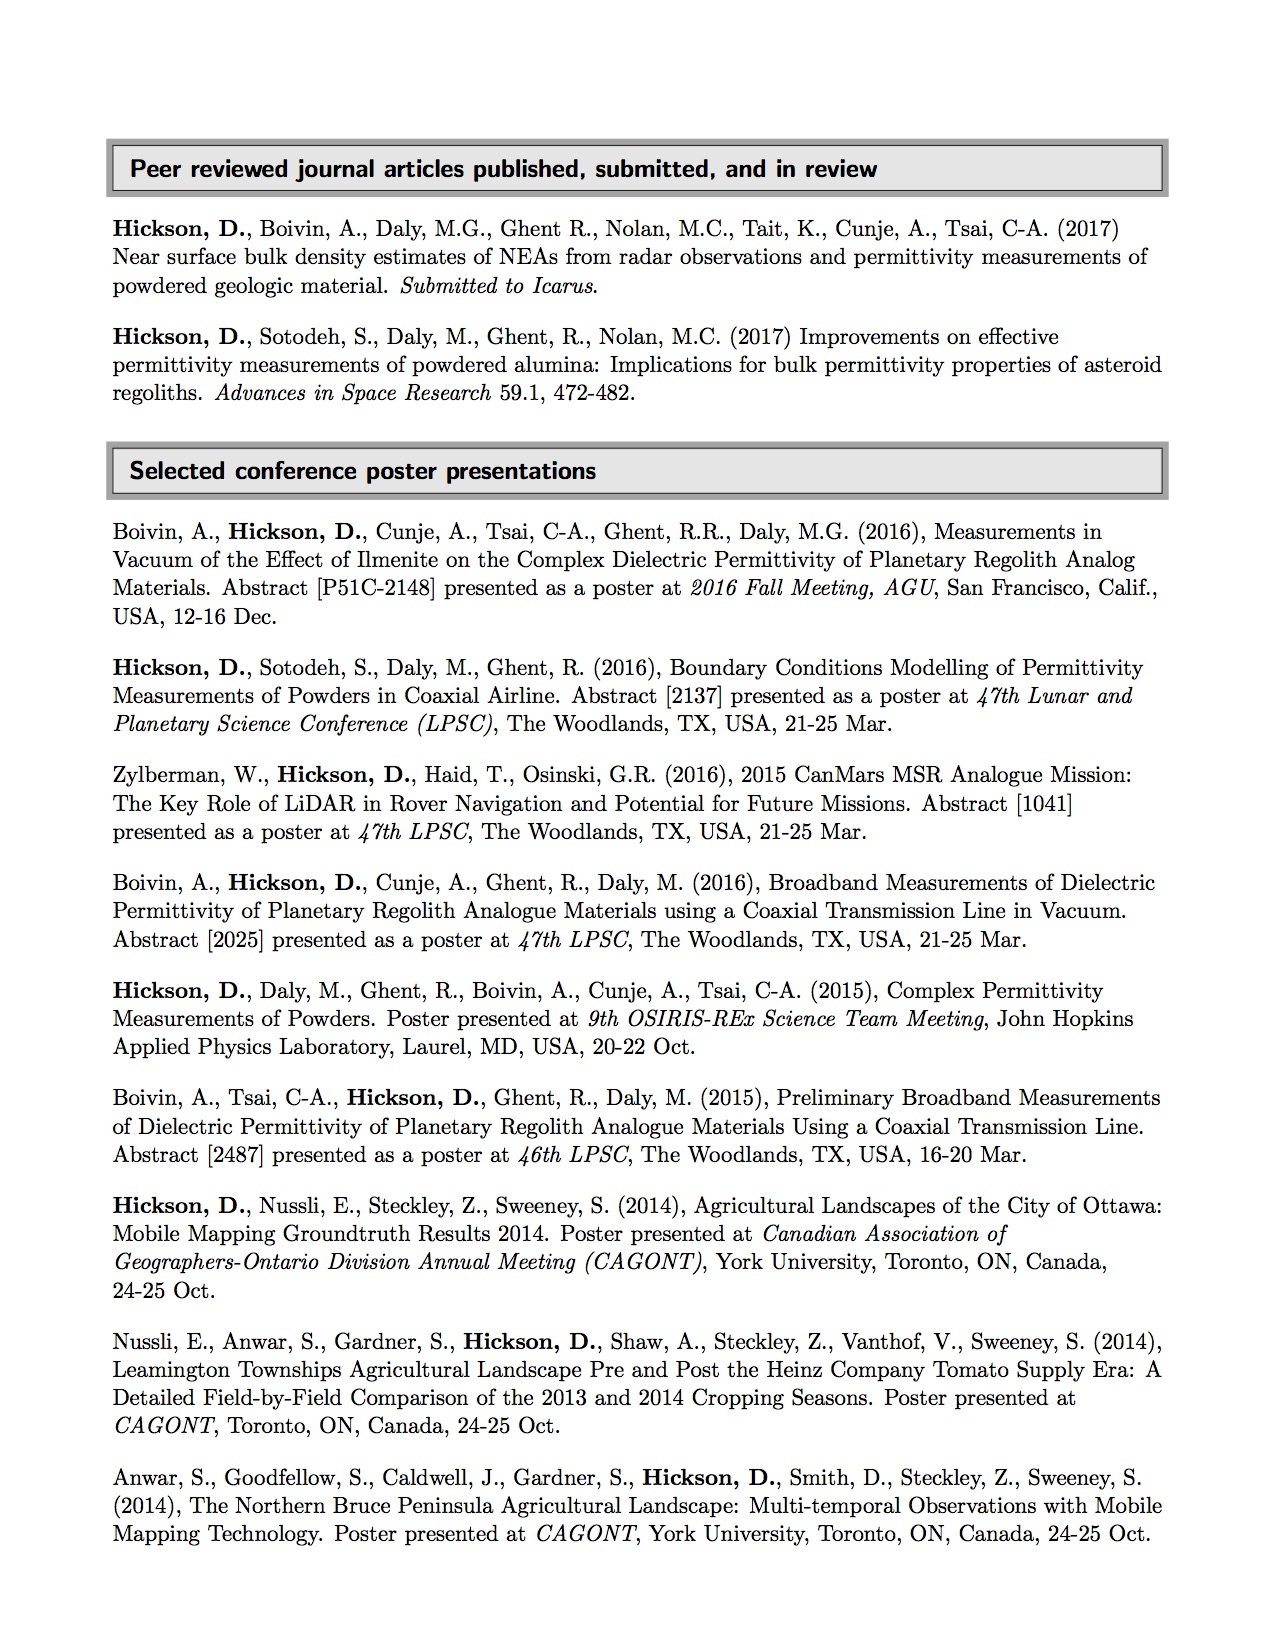 Peer reviewed journal articles published, submitted, and in review
Hickson, D., Boivin, A., Daly, M.G., Ghent R., Nolan, M.C., Tait, K., Cunje, A., Tsai, C-A. (2017)
Near surface bulk density estimates of NEAs from radar observations and permittivity measurements of
powdered geologic material. Submitted to Icarus.
Hickson, D., Sotodeh, S., Daly, M., Ghent, R., Nolan, M.C. (2017) Improvements on effective
permittivity measurements of powdered alumina: Implications for bulk permittivity properties of asteroid
regoliths. Advances in Space Research 59.1, 472-482.
Selected conference poster presentations
Boivin, A., Hickson, D., Cunje, A., Tsai, C-A., Ghent, R.R., Daly, M.G. (2016), Measurements in
Vacuum of the Effect of Ilmenite on the Complex Dielectric Permittivity of Planetary Regolith Analog
Materials. Abstract [P51C-2148] presented as a poster at 2016 Fall Meeting, AGU, San Francisco, Calif.,
USA, 12-16 Dec.
Hickson, D., Sotodeh, S., Daly, M., Ghent, R. (2016), Boundary Conditions Modelling of Permittivity
Measurements of Powders in Coaxial Airline. Abstract [2137] presented as a poster at 47th Lunar and
Planetary Science Conference (LPSC), The Woodlands, TX, USA, 21-25 Mar.
Zylberman, W., Hickson, D., Haid, T., Osinski, G.R. (2016), 2015 CanMars MSR Analogue Mission:
The Key Role of LiDAR in Rover Navigation and Potential for Future Missions. Abstract [1041]
presented as a poster at 47th LPSC, The Woodlands, TX, USA, 21-25 Mar.
Boivin, A., Hickson, D., Cunje, A., Ghent, R., Daly, M. (2016), Broadband Measurements of Dielectric
Permittivity of Planetary Regolith Analogue Materials using a Coaxial Transmission Line in Vacuum.
Abstract [2025] presented as a poster at 47th LPSC, The Woodlands, TX, USA, 21-25 Mar.
Hickson, D., Daly, M., Ghent, R., Boivin, A., Cunje, A., Tsai, C-A. (2015), Complex Permittivity
Measurements of Powders. Poster presented at 9th OSIRIS-REx Science Team Meeting, John Hopkins
Applied Physics Laboratory, Laurel, MD, USA, 20-22 Oct.
Boivin, A., Tsai, C-A., Hickson, D., Ghent, R., Daly, M. (2015), Preliminary Broadband Measurements
of Dielectric Permittivity of Planetary Regolith Analogue Materials Using a Coaxial Transmission Line.
Abstract [2487] presented as a poster at 46th LPSC, The Woodlands, TX, USA, 16-20 Mar.
Hickson, D., Nussli, E., Steckley, Z., Sweeney, S. (2014), Agricultural Landscapes of the City of Ottawa:
Mobile Mapping Groundtruth Results 2014. Poster presented at Canadian Association of
Geographers-Ontario Division Annual Meeting (CAGONT), York University, Toronto, ON, Canada,
24-25 Oct.
Nussli, E., Anwar, S., Gardner, S., Hickson, D., Shaw, A., Steckley, Z., Vanthof, V., Sweeney, S. (2014),
Leamington Townships Agricultural Landscape Pre and Post the Heinz Company Tomato Supply Era: A
Detailed Field-by-Field Comparison of the 2013 and 2014 Cropping Seasons. Poster presented at
CAGONT, Toronto, ON, Canada, 24-25 Oct.
Anwar, S., Goodfellow, S., Caldwell, J., Gardner, S., Hickson, D., Smith, D., Steckley, Z., Sweeney, S.
(2014), The Northern Bruce Peninsula Agricultural Landscape: Multi-temporal Observations with Mobile
Mapping Technology. Poster presented at CAGONT, York University, Toronto, ON, Canada, 24-25 Oct.